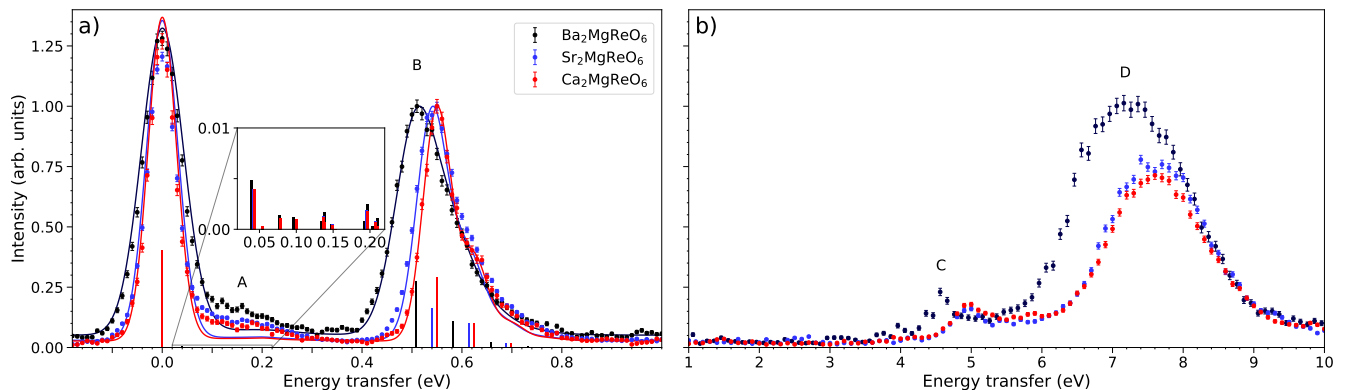 a)
Ba₂MgReO₆
Sr₂MgReO₆
Ca₂MgReO₆
B
A
0.01
0.00
0.05 0.10 0.15 0.20
1.25
1.00
0.75
0.50
0.25
0.00
Intensity (arb. units)
0.0 0.2 0.4 0.6 0.8
Energy transfer (eV)
b)
D
C
1 2 3 4 5 6 7 8 9 10
Energy transfer (eV)